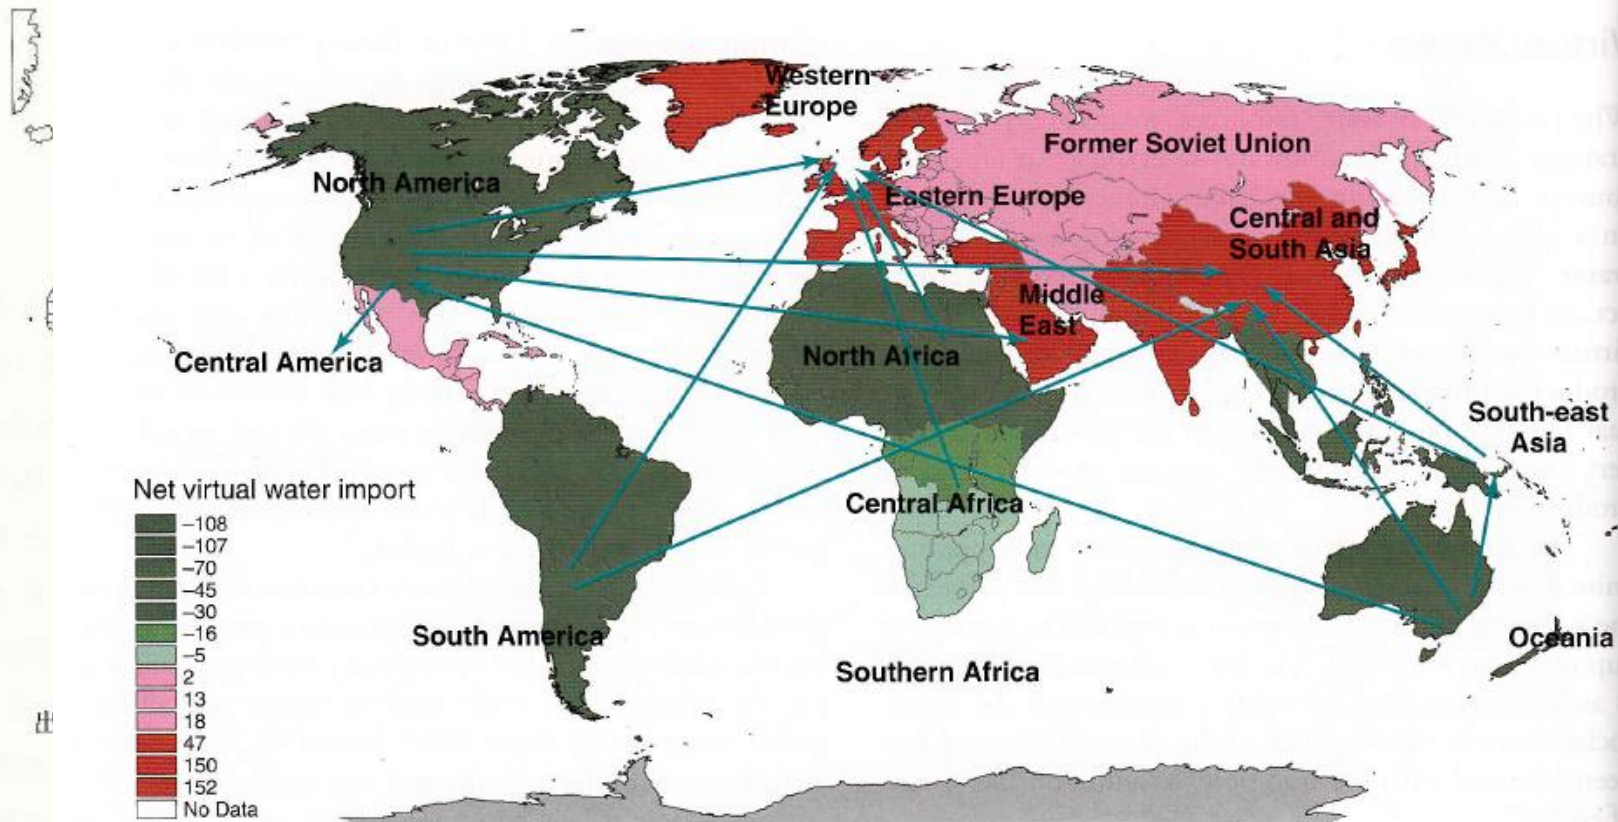 Western
Europe
Former Soviet Union
North America
Eastern Europe
Central and
South Asia
Middle
East
North Africa
Central America
South-east
Asia
Central Africa
South America
Oceania
Southern Africa
Net virtual water import
–108
–107
–70
–45
–30
–16
–5
2
13
18
47
150
152
No Data